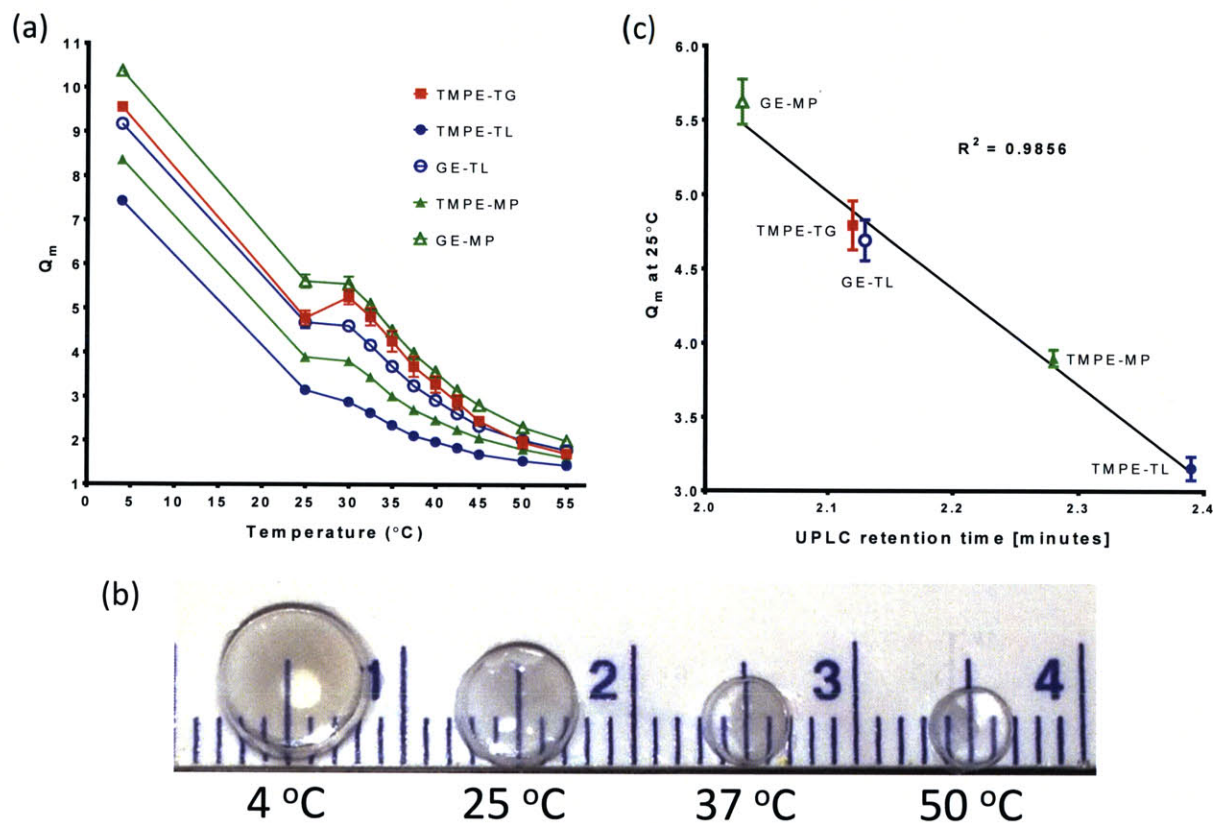 (a)
11
10
9
8
7
6
5
4
3
2
1
Qm
0 5 10 15 20 25 30 35 40 45 50 55
Temperature (°C)
TMPE-TG
TMPE-TL
GE-TL
TMPE-MP
GE-MP
(c)
6.0
5.5
5.0
4.5
4.0
3.5
3.0
Qm at 25°C
GE-MP
R² = 0.9856
TMPE-TG
GE-TL
TMPE-MP
TMPE-TL
2.0 2.1 2.2 2.3 2.4
UPLC retention time [minutes]
(b)
1 2 3 4
4 °C 25 °C 37 °C 50 °C